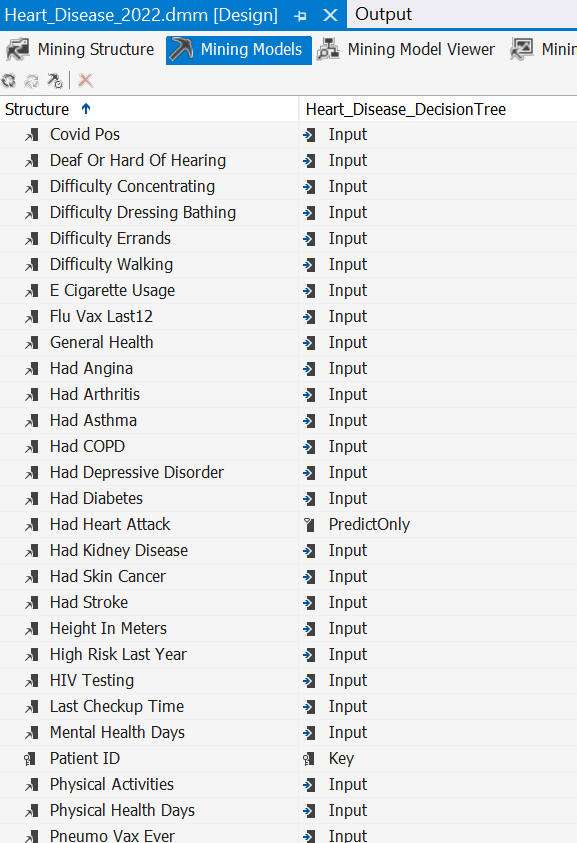 Heart_Disease_2022.dmm [Design] Output
Mining Structure Mining Models Mining Model Viewer Minin
Structure Heart_Disease_DecisionTree
Covid Pos Input
Deaf Or Hard Of Hearing Input
Difficulty Concentrating Input
Difficulty Dressing Bathing Input
Difficulty Errands Input
Difficulty Walking Input
E Cigarette Usage Input
Flu Vax Last12 Input
General Health Input
Had Angina Input
Had Arthritis Input
Had Asthma Input
Had COPD Input
Had Depressive Disorder Input
Had Diabetes Input
Had Heart Attack PredictOnly
Had Kidney Disease Input
Had Skin Cancer Input
Had Stroke Input
Height In Meters Input
High Risk Last Year Input
HIV Testing Input
Last Checkup Time Input
Mental Health Days Input
Patient ID Key
Physical Activities Input
Physical Health Days Input
Pneumo Vax Ever Input